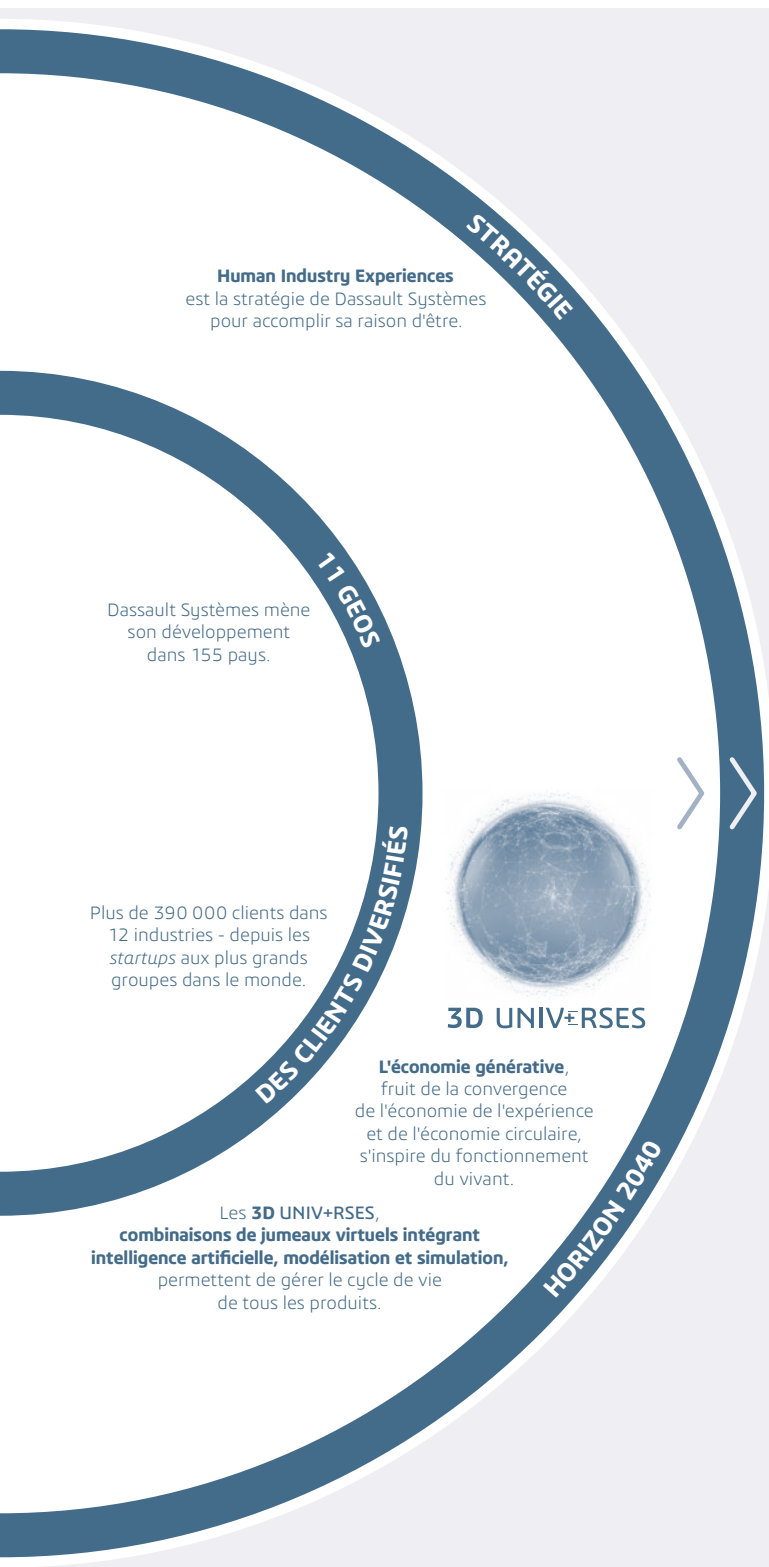 STRATÉGIE
Human Industry Experiences
est la stratégie de Dassault Systèmes
pour accomplir sa raison d'être.
11 GEOS
Dassault Systèmes mène
son développement
dans 155 pays.
DES CLIENTS DIVERSIFIÉS
Plus de 390 000 clients dans
12 industries - depuis les
startups aux plus grands
groupes dans le monde.
3D UNIV+RSES
L'économie générative,
fruit de la convergence
de l'économie de l'expérience
et de l'économie circulaire,
s'inspire du fonctionnement
du vivant.
HORIZON 2040
Les 3D UNIV+RSES,
combinaisons de jumeaux virtuels intégrant
intelligence artificielle, modélisation et simulation,
permettent de gérer le cycle de vie
de tous les produits.